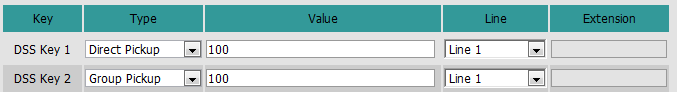 Key Type Value Line Extension
DSS Key 1 Direct Pickup 100 Line 1
DSS Key 2 Group Pickup 100 Line 1